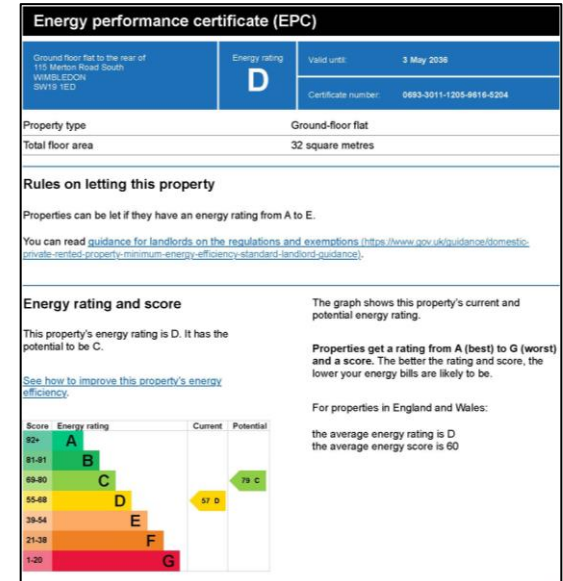 Energy performance certificate (EPC)
Ground floor flat to the rear of
115 Merton Road South
WIMBLEDON
SW19 1ED
Energy rating
D
Valid until:
3 May 2036
Certificate number:
0693-3011-1205-9616-5204
Property type
Ground-floor flat
Total floor area
32 square metres
Rules on letting this property
Properties can be let if they have an energy rating from A to E.
You can read guidance for landlords on the regulations and exemptions (https://www.gov.uk/guidance/domestic-
private-rented-property-minimum-energy-efficiency-standard-landlord-guidance).
Energy rating and score
This property's energy rating is D. It has the
potential to be C.
See how to improve this property's energy
efficiency.
Score Energy rating Current Potential
92+ A
81-91 B
69-80 C 79 C
55-68 D 57 D
39-54 E
21-38 F
1-20 G
The graph shows this property's current and
potential energy rating.
Properties get a rating from A (best) to G (worst)
and a score. The better the rating and score, the
lower your energy bills are likely to be.
For properties in England and Wales:
the average energy rating is D
the average energy score is 60